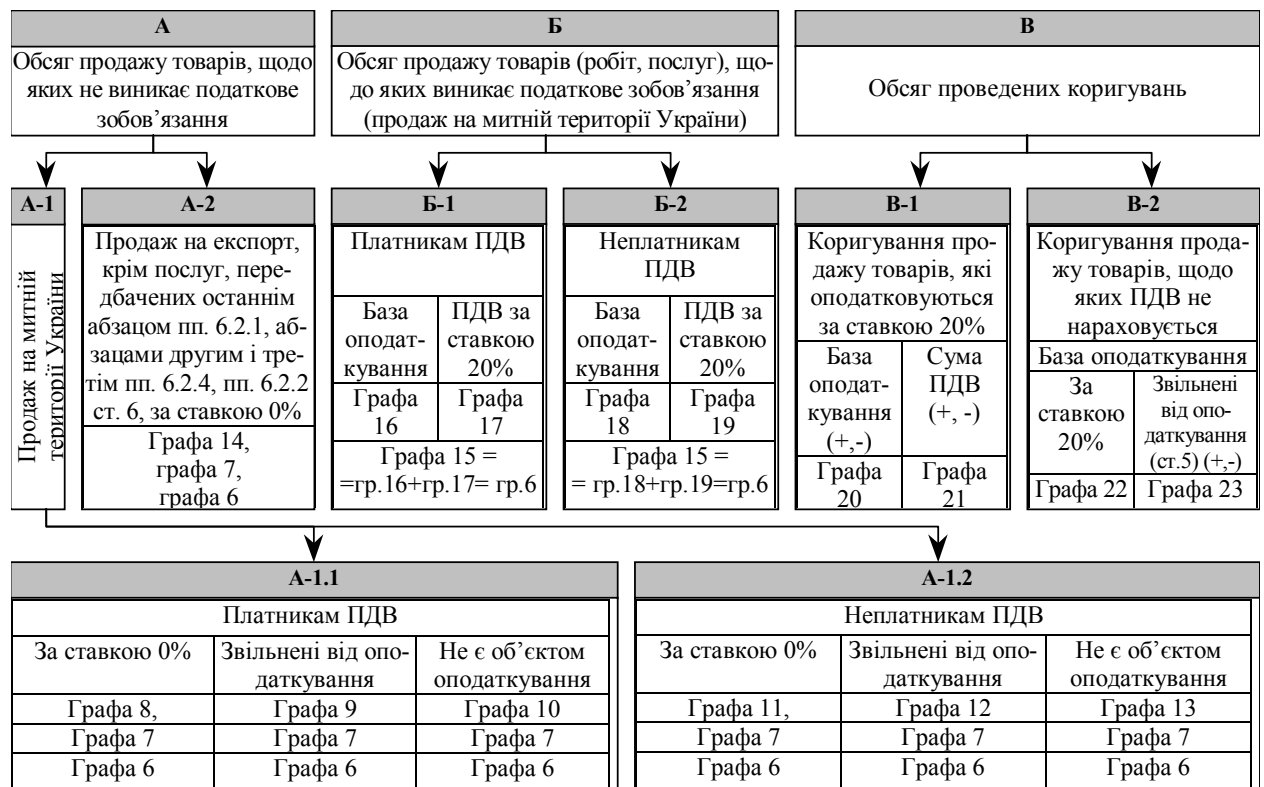 А
Обсяг продажу товарів, щодо
яких не виникає податкове
зобов’язання
Б
Обсяг продажу товарів (робіт, послуг), що-
до яких виникає податкове зобов’язання
(продаж на митній території України)
В
Обсяг проведених коригувань
А-1
Продаж на митній
території України
А-2
Продаж на експорт,
крім послуг, пере-
дбачених останнім
абзацом пп. 6.2.1, аб-
зацами другим і тре-
тім пп. 6.2.4, пп. 6.2.2
ст. 6, за ставкою 0%
Графа 14,
графа 7,
графа 6
Б-1
Платникам ПДВ
База
оподат-
кування
ПДВ за
ставкою
20%
Графа
16
Графа
17
Графа 15 =
=гр.16+гр.17= гр.6
Б-2
Неплатникам
ПДВ
База
оподат-
кування
ПДВ за
ставкою
20%
Графа
18
Графа
19
Графа 15 =
= гр.18+гр.19=гр.6
В-1
Коригування про-
дажу товарів, які
оподатковуються
за ставкою 20%
База
оподат-
кування
(+,-)
Сума
ПДВ
(+, -)
Графа
20
Графа
21
В-2
Коригування прода-
жу товарів, щодо
яких ПДВ не
нараховується
База оподаткування
За
ставкою
20%
Звільнені
від опо-
даткування
(ст.5) (+,-)
Графа 22
Графа 23
А-1.1
Платникам ПДВ
За ставкою 0%
Звільнені від опо-
даткування
Не є об’єктом
оподаткування
Графа 8,
Графа 9
Графа 10
Графа 7
Графа 7
Графа 7
Графа 6
Графа 6
Графа 6
А-1.2
Неплатникам ПДВ
За ставкою 0%
Звільнені від опо-
даткування
Не є об’єктом
оподаткування
Графа 11,
Графа 12
Графа 13
Графа 7
Графа 7
Графа 7
Графа 6
Графа 6
Графа 6